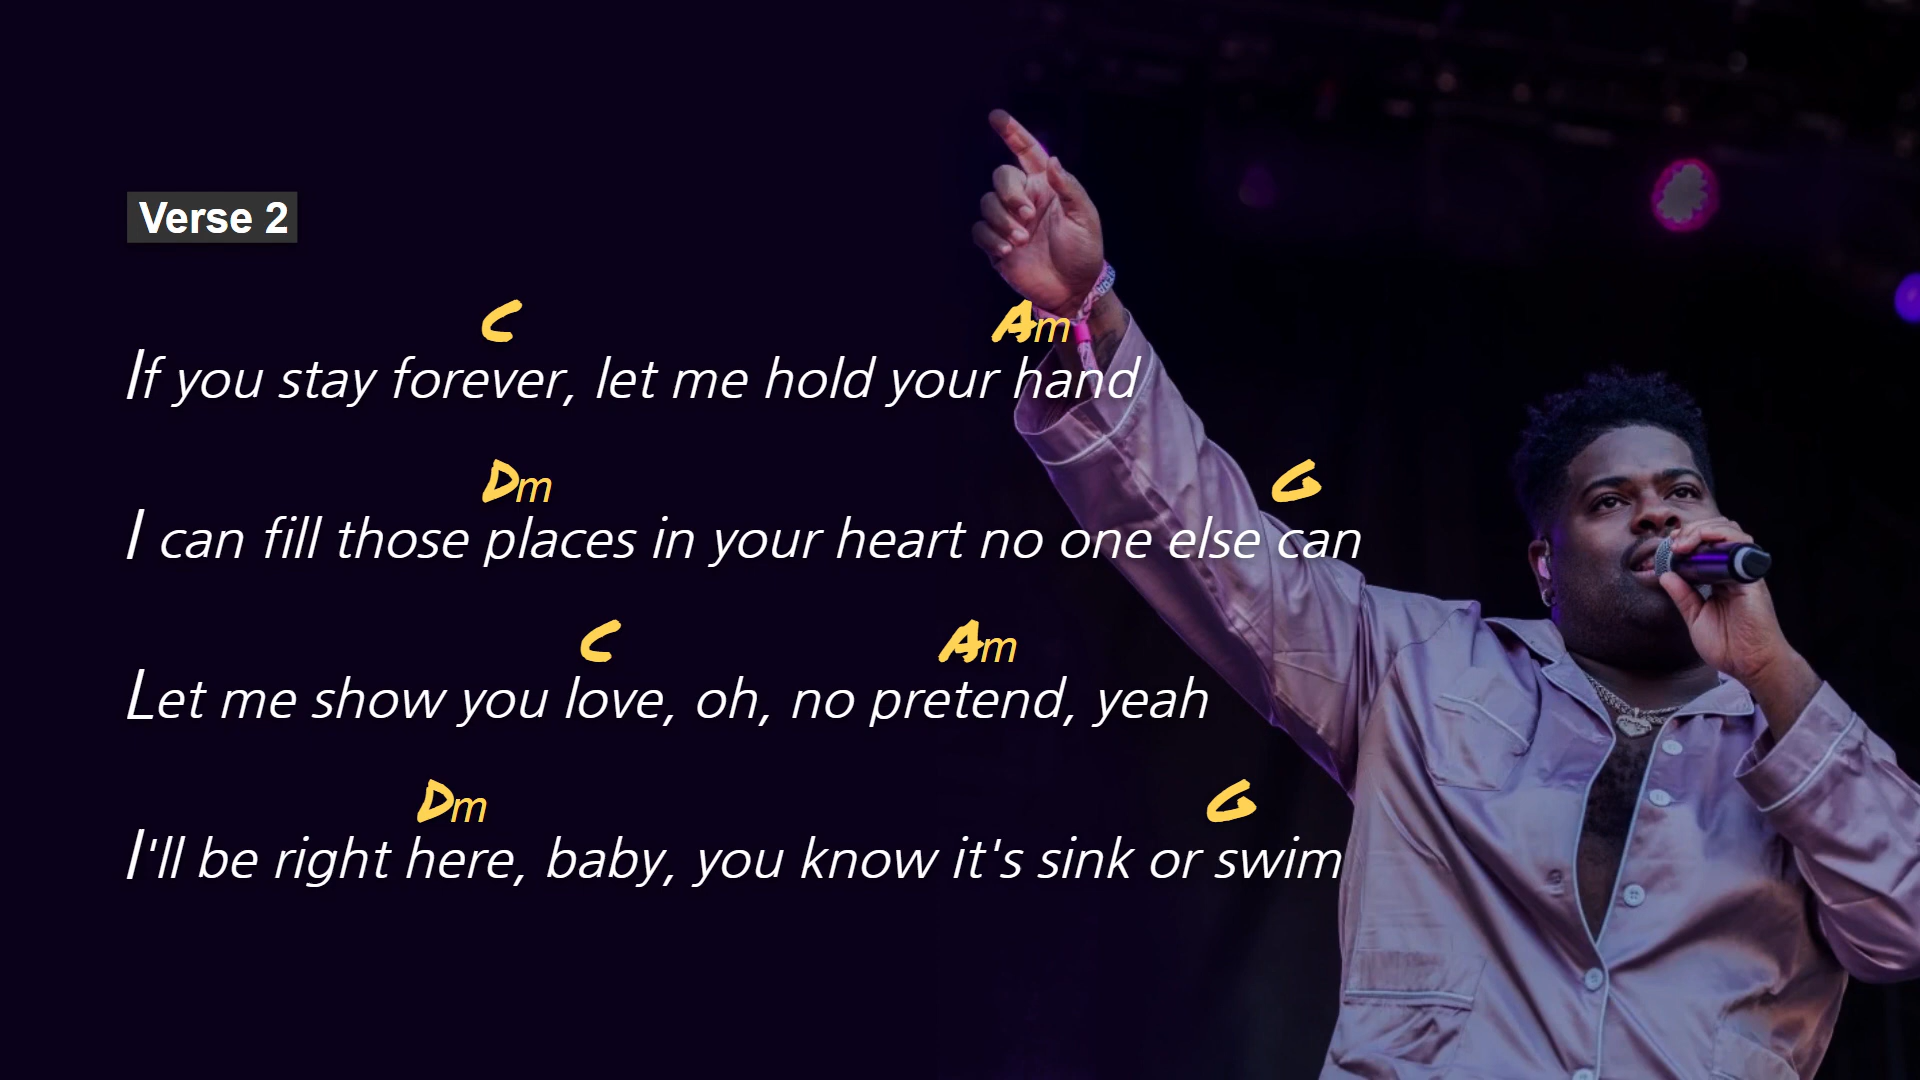 Verse 2
C Am
If you stay forever, let me hold your hand
Dm G
I can fill those places in your heart no one else can
C Am
Let me show you love, oh, no pretend, yeah
Dm G
I'll be right here, baby, you know it's sink or swim